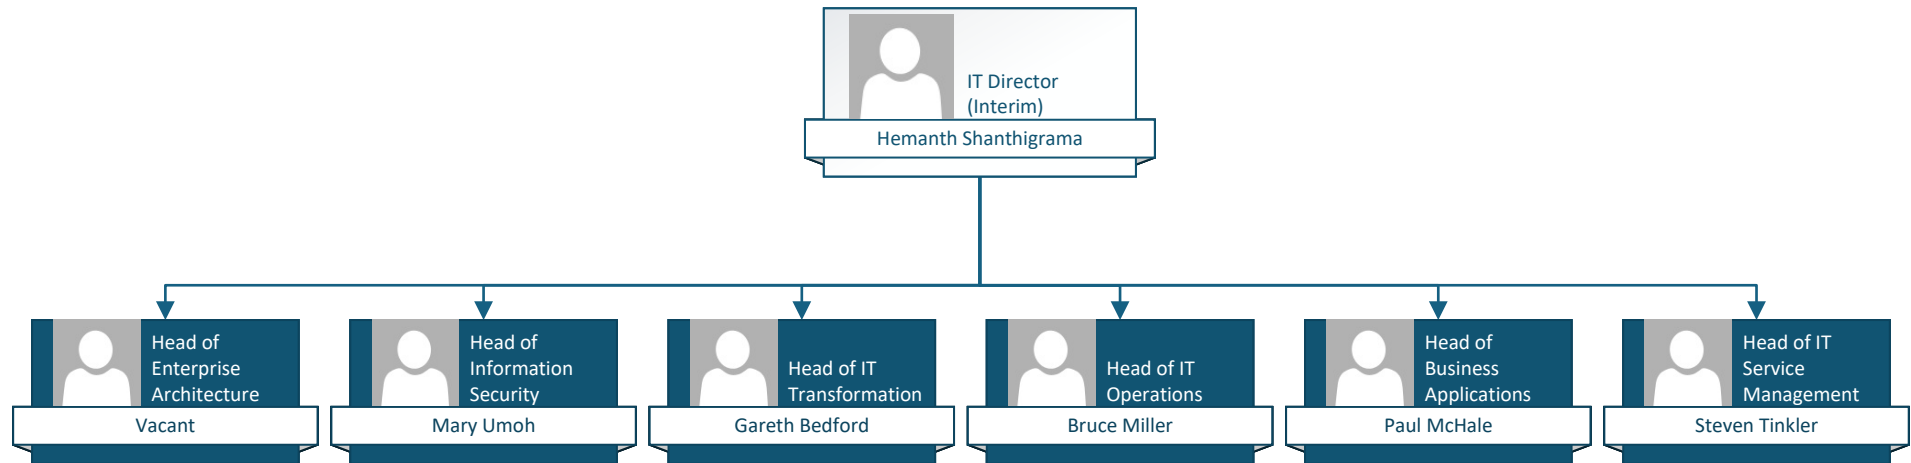 IT Director
(Interim)
Hemanth Shanthigrama
Head of
Enterprise
Architecture
Vacant
Head of
Information
Security
Mary Umoh
Head of IT
Transformation
Gareth Bedford
Head of IT
Operations
Bruce Miller
Head of
Business
Applications
Paul McHale
Head of IT
Service
Management
Steven Tinkler